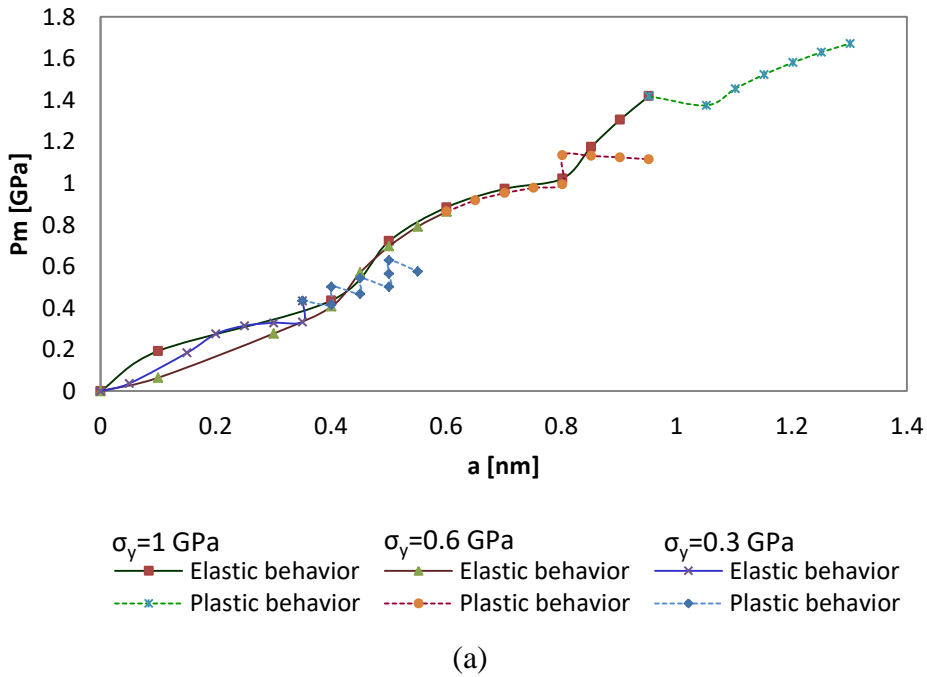 1.8
1.6
1.4
1.2
1
0.8
0.6
0.4
0.2
0
Pm [GPa]
0 0.2 0.4 0.6 0.8 1 1.2 1.4
a [nm]
σy=1 GPa σy=0.6 GPa σy=0.3 GPa
Elastic behavior Elastic behavior Elastic behavior
Plastic behavior Plastic behavior Plastic behavior
(a)